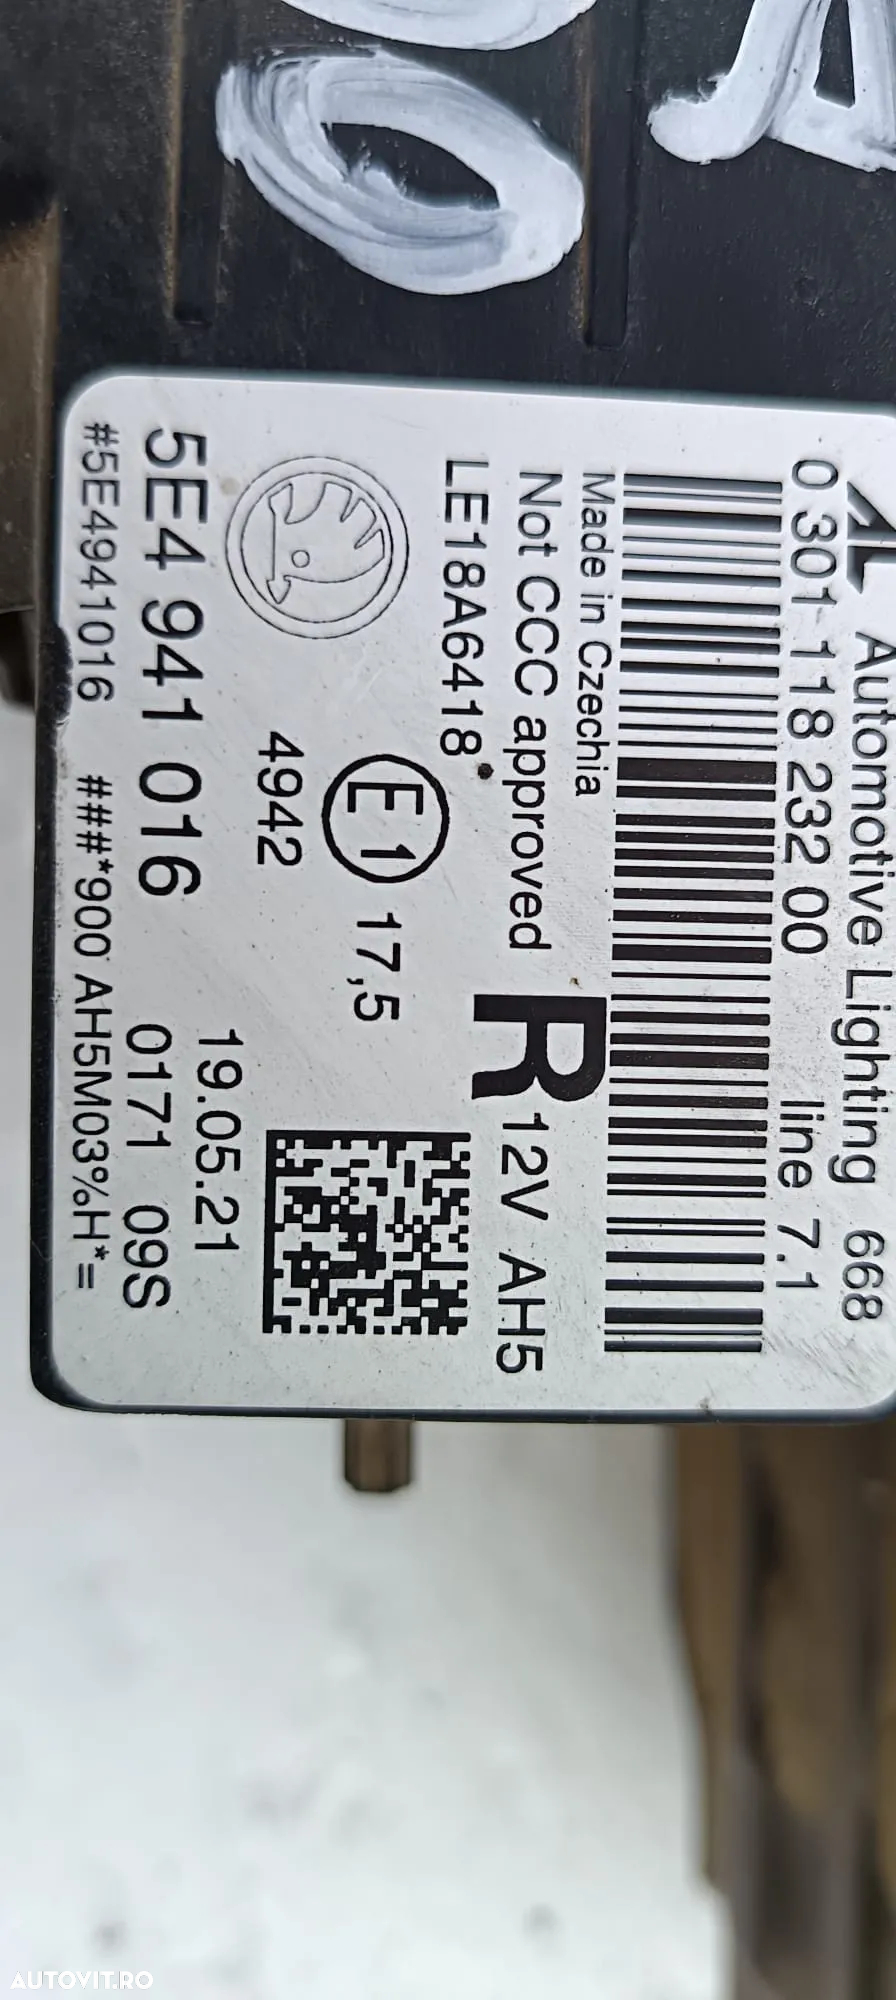 Automotive Lighting 668
0 301 118 232 00 line 7.1
Made in Czechia
Not CCC approved
R 12V AH5
LE18A6418
E1 17,5
4942
19.05.21
5E4 941 016 0171 09S
#5E4941016 ###*900 AH5M03%H*=
AUTOVIT.RO